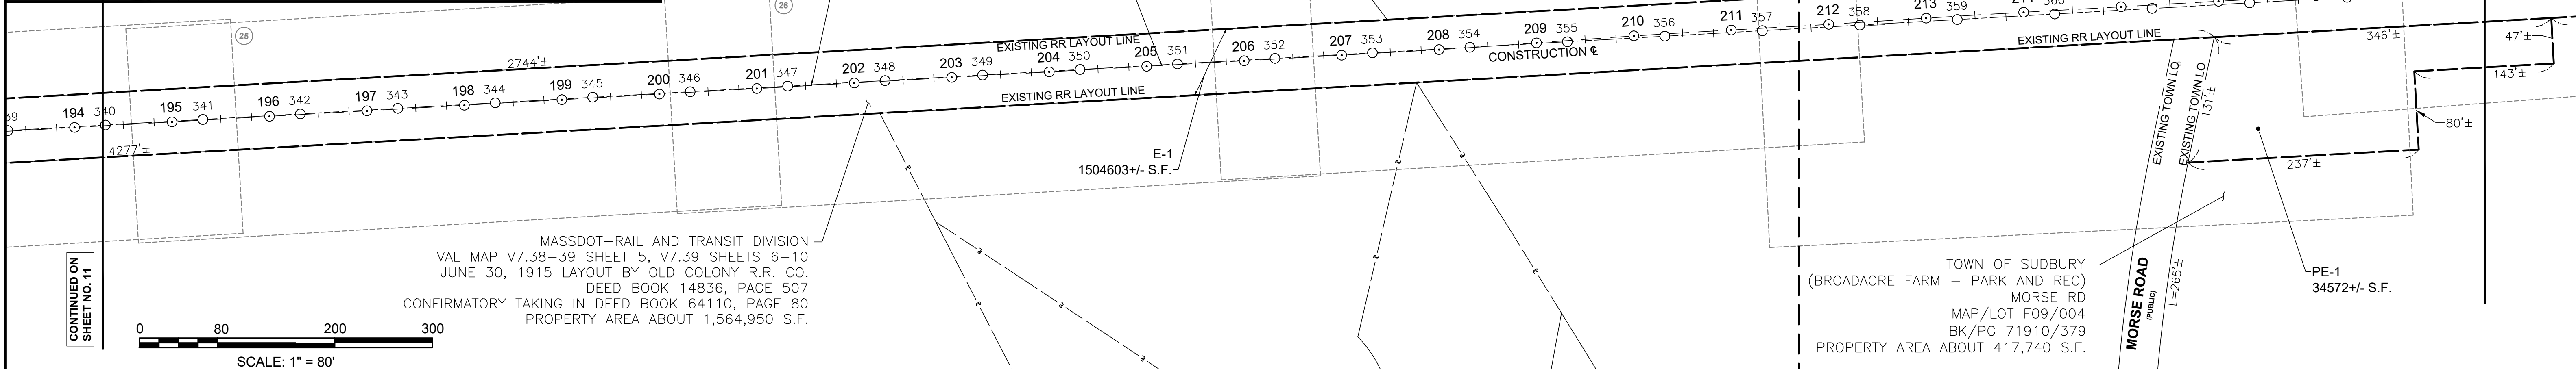 26
25
2744'±
EXISTING RR LAYOUT LINE
EXISTING RR LAYOUT LINE
346'±
47'±
39
194 340
195 341
196 342
197 343
198 344
199 345
200 346
201 347
202 348
203 349
204 350
205 351
206 352
207 353
208 354
209 355
210 356
211 357
212 358
213 359
CONSTRUCTION ℄
4277'±
EXISTING RR LAYOUT LINE
143'±
EXISTING TOWN LO
EXISTING TOWN LO
131'±
80'±
237'±
E-1
1504603+/- S.F.
MASSDOT-RAIL AND TRANSIT DIVISION
VAL MAP V7.38-39 SHEET 5, V7.39 SHEETS 6-10
JUNE 30, 1915 LAYOUT BY OLD COLONY R.R. CO.
DEED BOOK 14836, PAGE 507
CONFIRMATORY TAKING IN DEED BOOK 64110, PAGE 80
PROPERTY AREA ABOUT 1,564,950 S.F.
CONTINUED ON
SHEET NO. 11
0 80 200 300
SCALE: 1" = 80'
TOWN OF SUDBURY
(BROADACRE FARM - PARK AND REC)
MORSE RD
MAP/LOT F09/004
BK/PG 71910/379
PROPERTY AREA ABOUT 417,740 S.F.
MORSE ROAD
(PUBLIC)
L=265'±
PE-1
34572+/- S.F.